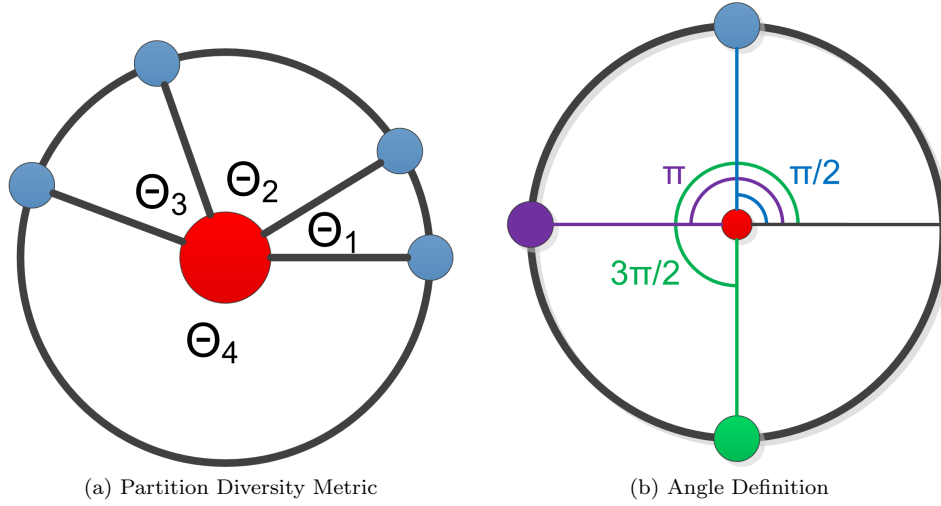 Θ2
Θ3
Θ1
Θ4
π
π/2
3π/2
(a) Partition Diversity Metric
(b) Angle Definition